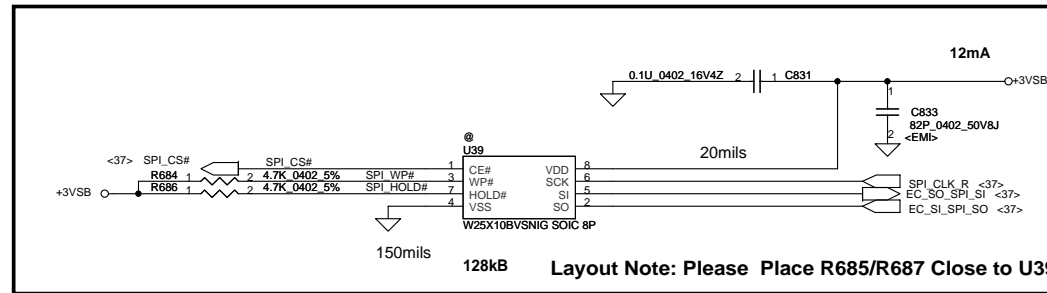 12mA
0.1U_0402_16V4Z 2 1 C831
+3VSB
1
C833
82P_0402_50V8J
2
<EMI>
@
U39
20mils
<37> SPI_CS# SPI_CS# 1 CE# VDD 8
R684 1 2 4.7K_0402_5% SPI_WP# 3 WP# SCK 6 SPI_CLK_R <37>
+3VSB R686 1 2 4.7K_0402_5% SPI_HOLD# 7 HOLD# SI 5 EC_SO_SPI_SI <37>
4 VSS SO 2 EC_SI_SPI_SO <37>
W25X10BVSNIG SOIC 8P
150mils
128kB Layout Note: Please Place R685/R687 Close to U39